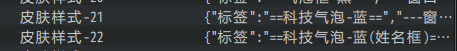 皮肤样式-21 {"标签":"==科技气泡-蓝==","---窗
皮肤样式-22 {"标签":"==科技气泡-蓝(姓名框)=